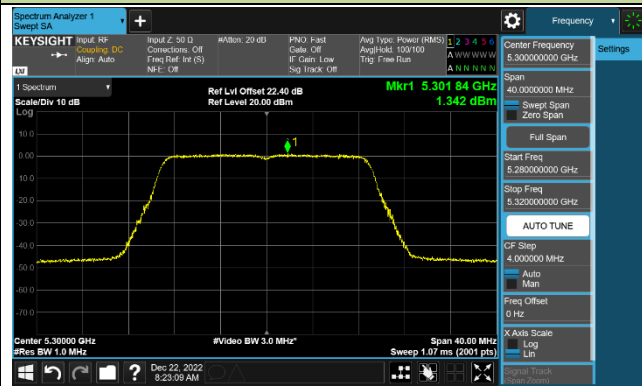 Spectrum Analyzer 1
Swept SA
+
Frequency
KEYSIGHT
Input: RF
Coupling: DC
Align: Auto
Input Z: 50 Ω
Corrections: Off
Freq Ref: Int (S)
NFE: Off
#Atten: 20 dB
PNO: Fast
Gate: Off
IF Gain: Low
Sig Track: Off
Avg Type: Power (RMS)
Avg|Hold: 100/100
Trig: Free Run
1 2 3 4 5 6
A W W W W W
A N N N N N
LXI
1 Spectrum
Scale/Div 10 dB
Log
Ref Lvl Offset 22.40 dB
Ref Level 20.00 dBm
Mkr1 5.301 84 GHz
1.342 dBm
10.0
0.00
-10.0
-20.0
-30.0
-40.0
-50.0
-60.0
-70.0
1
Center 5.30000 GHz
#Res BW 1.0 MHz
#Video BW 3.0 MHz*
Span 40.00 MHz
Sweep 1.07 ms (2001 pts)
Dec 22, 2022
8:23:09 AM
?
Center Frequency
5.300000000 GHz
Span
40.0000000 MHz
Swept Span
Zero Span
Full Span
Start Freq
5.280000000 GHz
Stop Freq
5.320000000 GHz
AUTO TUNE
CF Step
4.000000 MHz
Auto
Man
Freq Offset
0 Hz
X Axis Scale
Log
Lin
Signal Track
(Span Zoom)
Settings